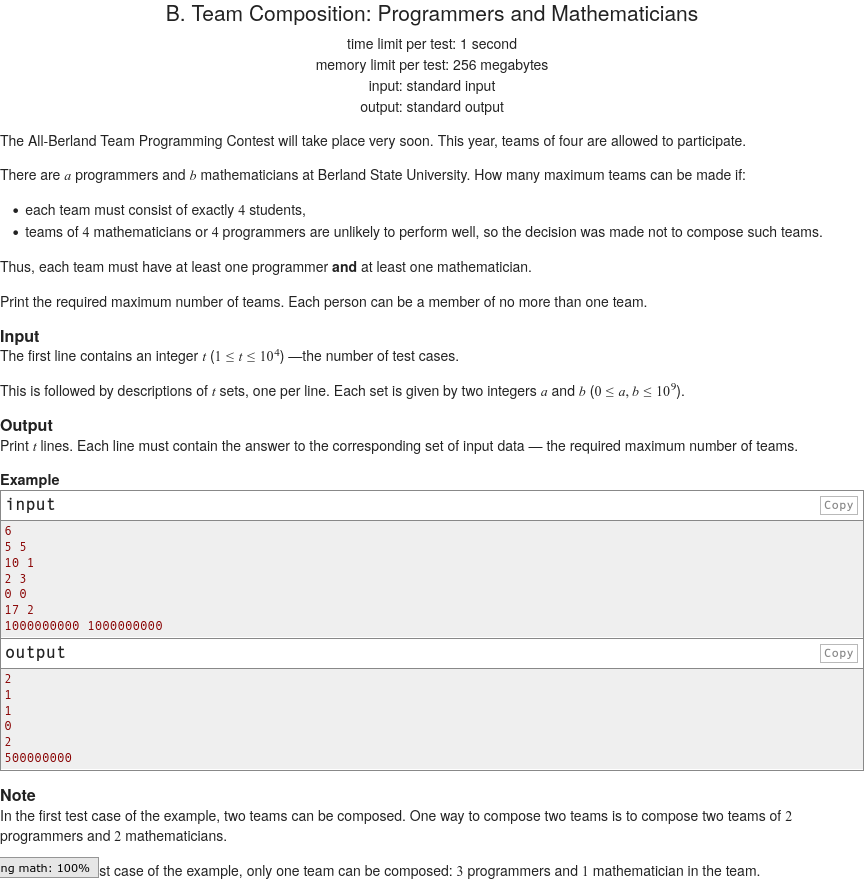 B. Team Composition: Programmers and Mathematicians
time limit per test: 1 second
memory limit per test: 256 megabytes
input: standard input
output: standard output
The All-Berland Team Programming Contest will take place very soon. This year, teams of four are allowed to participate.
There are a programmers and b mathematicians at Berland State University. How many maximum teams can be made if:
• each team must consist of exactly 4 students,
• teams of 4 mathematicians or 4 programmers are unlikely to perform well, so the decision was made not to compose such teams.
Thus, each team must have at least one programmer and at least one mathematician.
Print the required maximum number of teams. Each person can be a member of no more than one team.
Input
The first line contains an integer t (1 ≤ t ≤ 10⁴) —the number of test cases.
This is followed by descriptions of t sets, one per line. Each set is given by two integers a and b (0 ≤ a, b ≤ 10⁹).
Output
Print t lines. Each line must contain the answer to the corresponding set of input data — the required maximum number of teams.
Example
input Copy
6
5 5
10 1
2 3
0 0
17 2
1000000000 1000000000
output Copy
2
1
1
0
2
500000000
Note
In the first test case of the example, two teams can be composed. One way to compose two teams is to compose two teams of 2
programmers and 2 mathematicians.
ng math: 100% st case of the example, only one team can be composed: 3 programmers and 1 mathematician in the team.